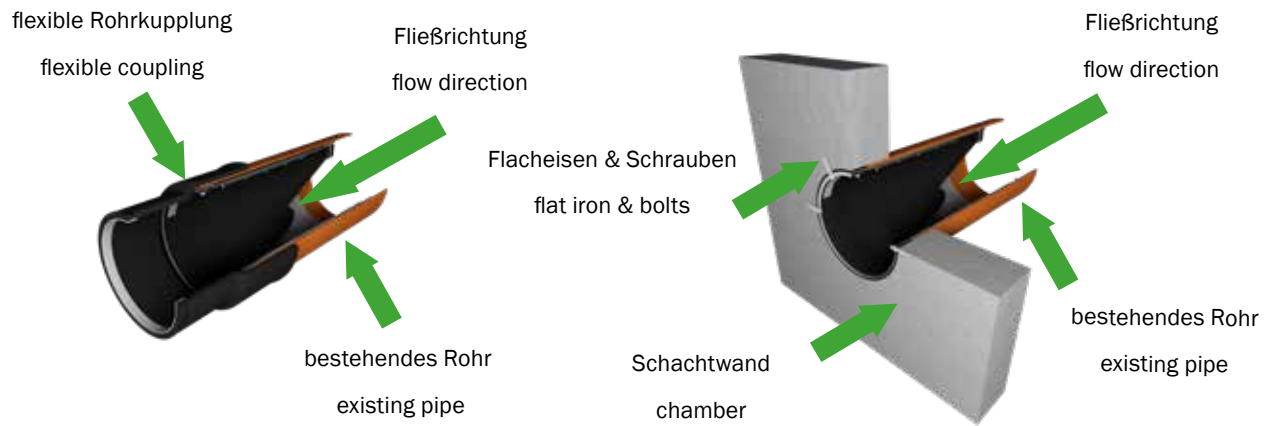 flexible Rohrkupplung
flexible coupling
Fließrichtung
flow direction
bestehendes Rohr
existing pipe
Fließrichtung
flow direction
Flacheisen & Schrauben
flat iron & bolts
Schachtwand
chamber
bestehendes Rohr
existing pipe